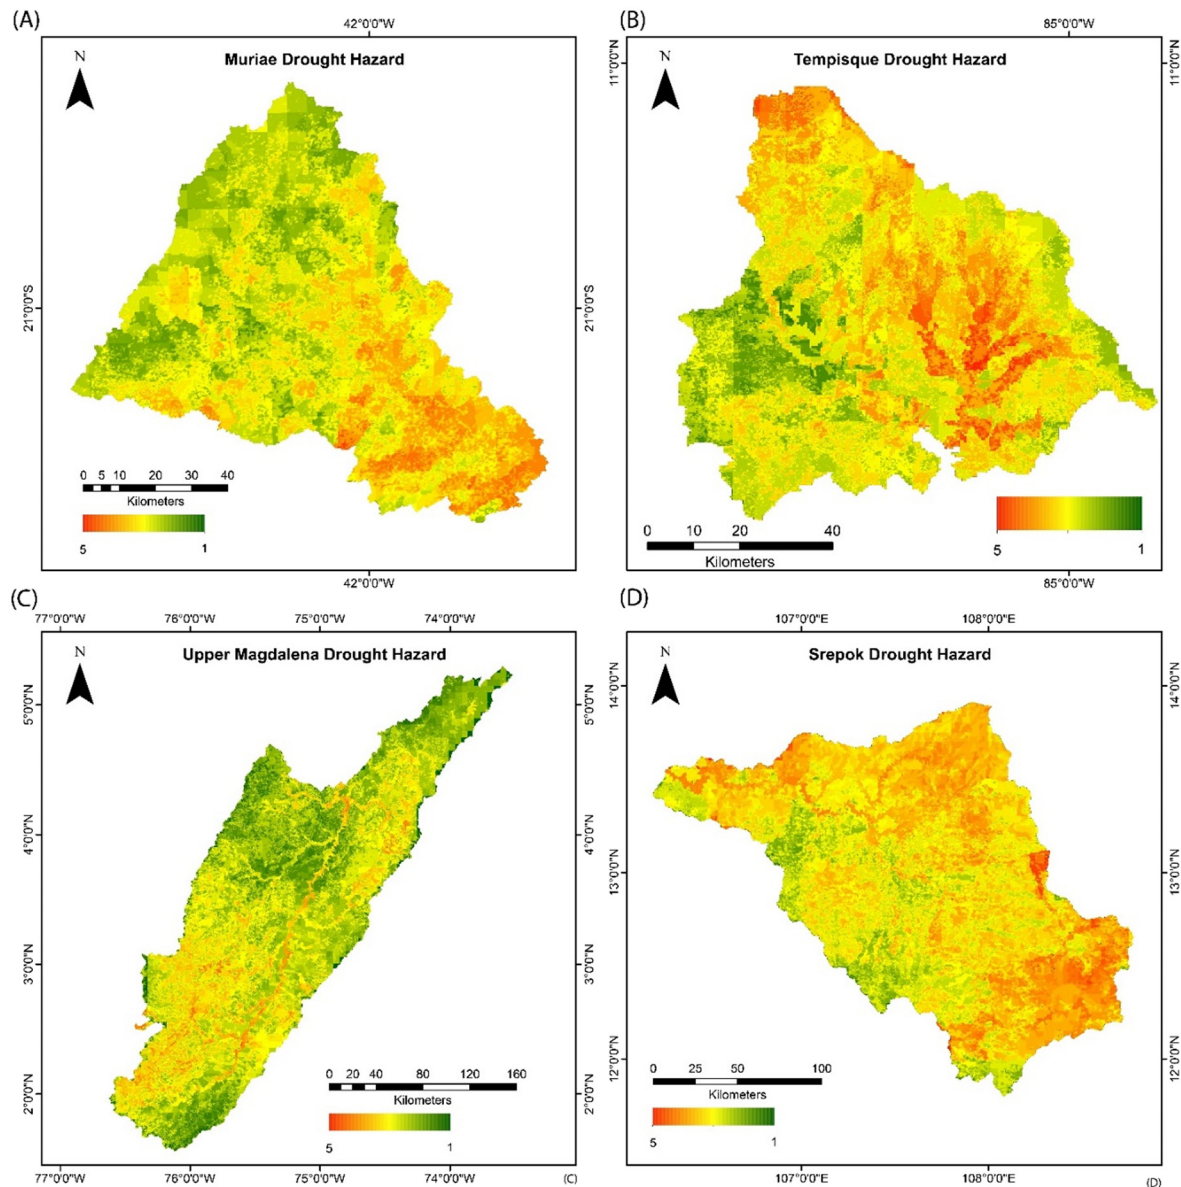 (A)
42°0'0"W
N
Muriae Drought Hazard
21°0'0"S
21°0'0"S
0 5 10 20 30 40
Kilometers
5 1
42°0'0"W
(B)
85°0'0"W
11°0'0"N
11°0'0"N
N
Tempisque Drought Hazard
0 10 20 40
Kilometers
5 1
85°0'0"W
(C)
77°0'0"W 76°0'0"W 75°0'0"W 74°0'0"W
N
Upper Magdalena Drought Hazard
5°0'0"N
5°0'0"N
4°0'0"N
4°0'0"N
3°0'0"N
3°0'0"N
2°0'0"N
2°0'0"N
0 20 40 80 120 160
Kilometers
5 1
77°0'0"W 76°0'0"W 75°0'0"W 74°0'0"W
(C)
(D)
107°0'0"E 108°0'0"E
N
Srepok Drought Hazard
14°0'0"N
14°0'0"N
13°0'0"N
13°0'0"N
12°0'0"N
12°0'0"N
0 25 50 100
Kilometers
5 1
107°0'0"E 108°0'0"E
(D)